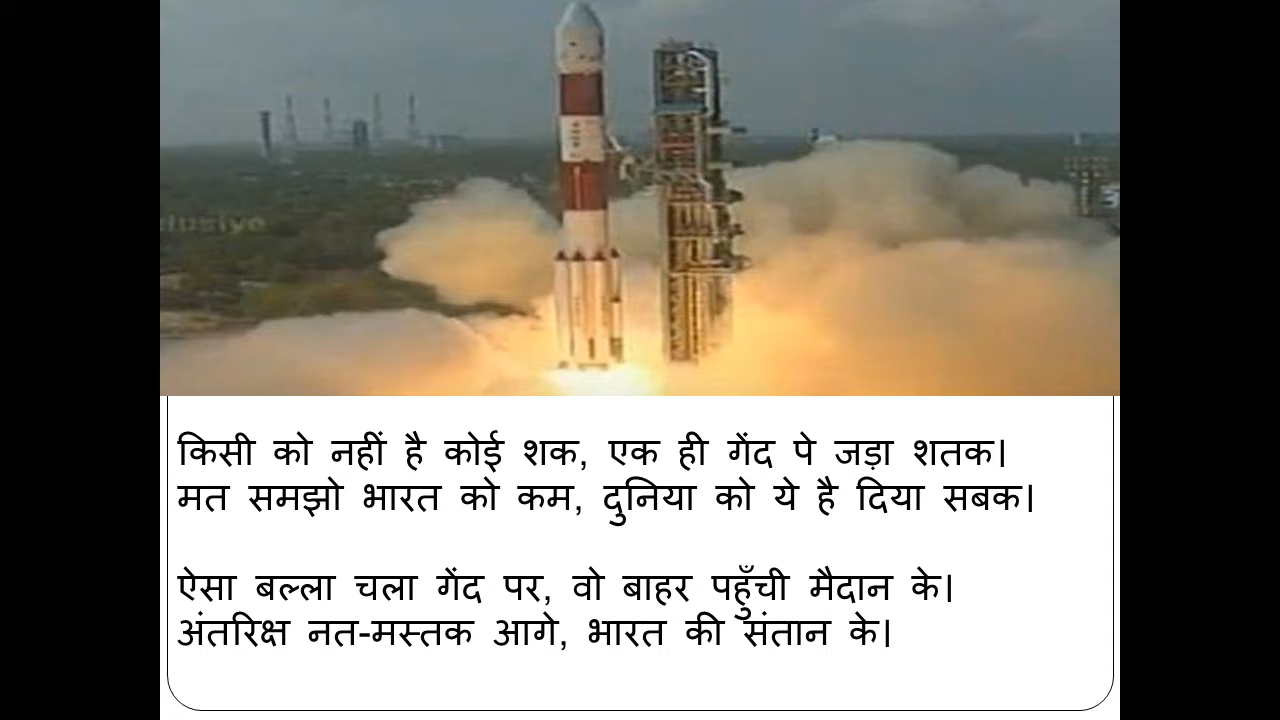 lusive
किसी को नहीं है कोई शक, एक ही गेंद पे जड़ा शतक।
मत समझो भारत को कम, दुनिया को ये है दिया सबक।
ऐसा बल्ला चला गेंद पर, वो बाहर पहुँची मैदान के।
अंतरिक्ष नत-मस्तक आगे, भारत की संतान के।